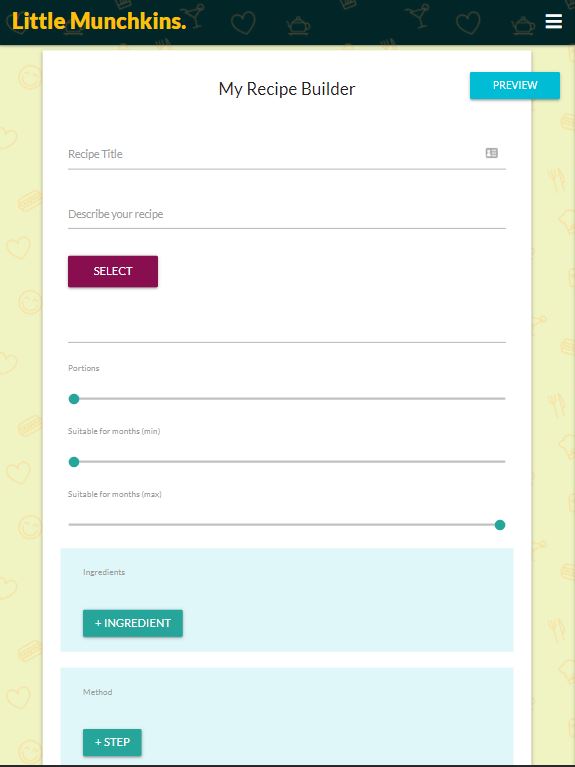 Little Munchkins.
My Recipe Builder
PREVIEW
Recipe Title
Describe your recipe
SELECT
Portions
Suitable for months (min)
Suitable for months (max)
Ingredients
+ INGREDIENT
Method
+ STEP